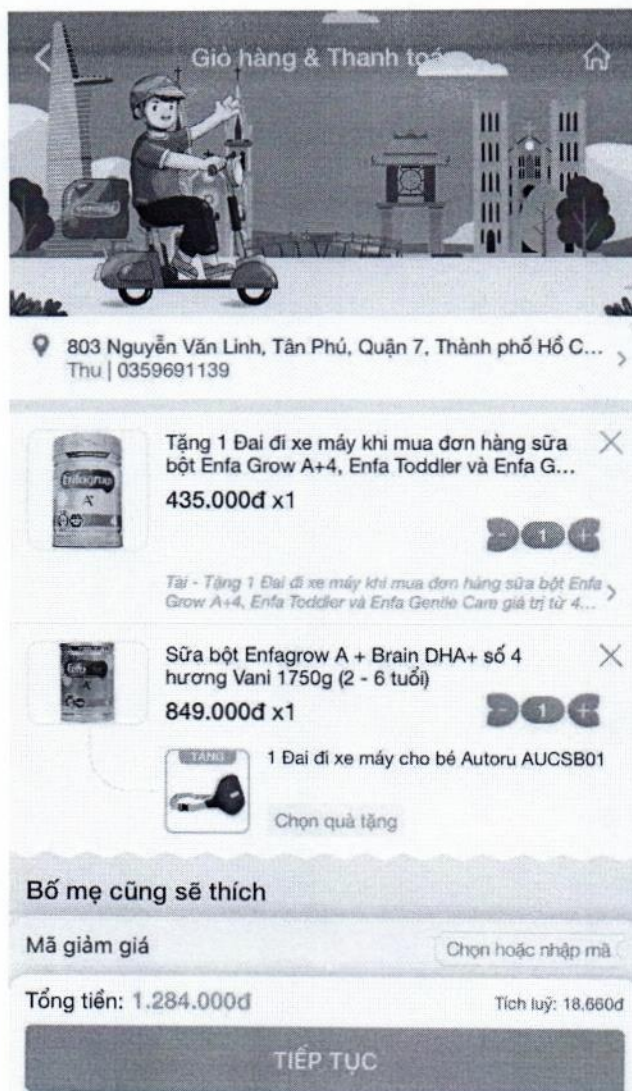 Giỏ hàng & Thanh toá
803 Nguyễn Văn Linh, Tân Phú, Quận 7, Thành phố Hồ C...
Thu | 0359691139
Tặng 1 Đai đi xe máy khi mua đơn hàng sữa
bột Enfa Grow A+4, Enfa Toddler và Enfa G...
435.000đ x1
- 1 +
Tai - Tặng 1 Đai đi xe máy khi mua đơn hàng sữa bột Enfa
Grow A+4, Enfa Toddler và Enfa Gentle Care giá trị từ 4...
Enfagrow
A+
Sữa bột Enfagrow A + Brain DHA+ số 4
hương Vani 1750g (2 - 6 tuổi)
849.000đ x1
- 1 +
TẶNG
1 Đai đi xe máy cho bé Autoru AUCSB01
Chọn quà tặng
Bố mẹ cũng sẽ thích
Mã giảm giá
Chọn hoặc nhập mã
Tổng tiền: 1.284.000đ
Tích luỹ: 18,660đ
TIẾP TỤC